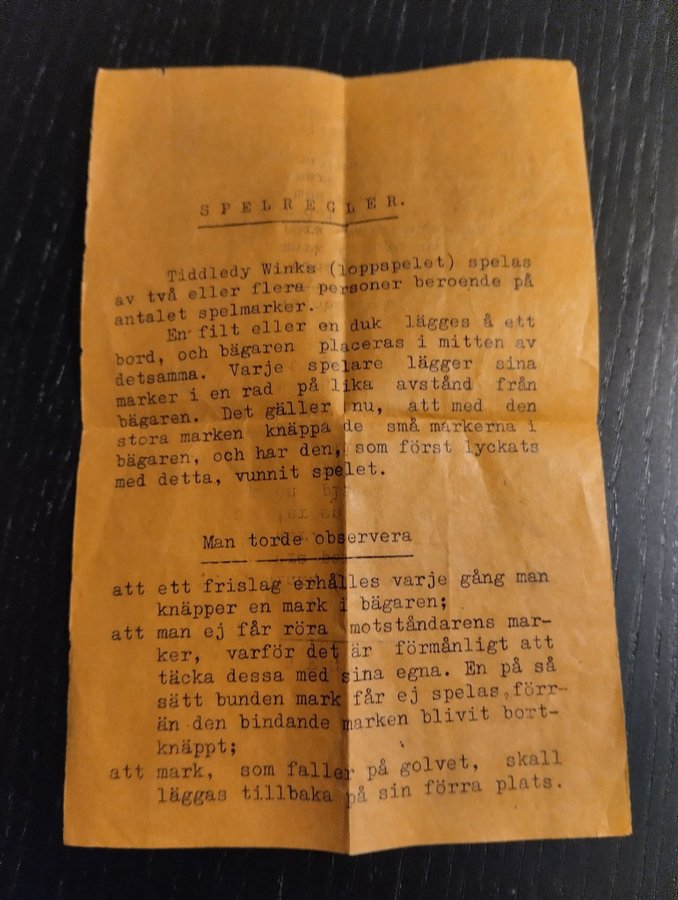 SPELREGLER.
Tiddledy Winks (loppspelet) spelas
av två eller flera personer beroende på
antalet spelmarker.
En filt eller en duk lägges å ett
bord, och bägaren placeras i mitten av
detsamma. Varje spelare lägger sina
marker i en rad på lika avstånd från
bägaren. Det gäller nu, att med den
stora marken knäppa de små markerna i
bägaren, och har den, som först lyckats
med detta, vunnit spelet.
Man torde observera
att ett frislag erhålles varje gång man
knäpper en mark i bägaren;
att man ej får röra motståndarens mar-
ker, varför det är förmånligt att
täcka dessa med sina egna. En på så
sätt bunden mark får ej spelas, förr-
än den bindande marken blivit bort-
knäppt;
att mark, som faller på golvet, skall
läggas tillbaka på sin förra plats.